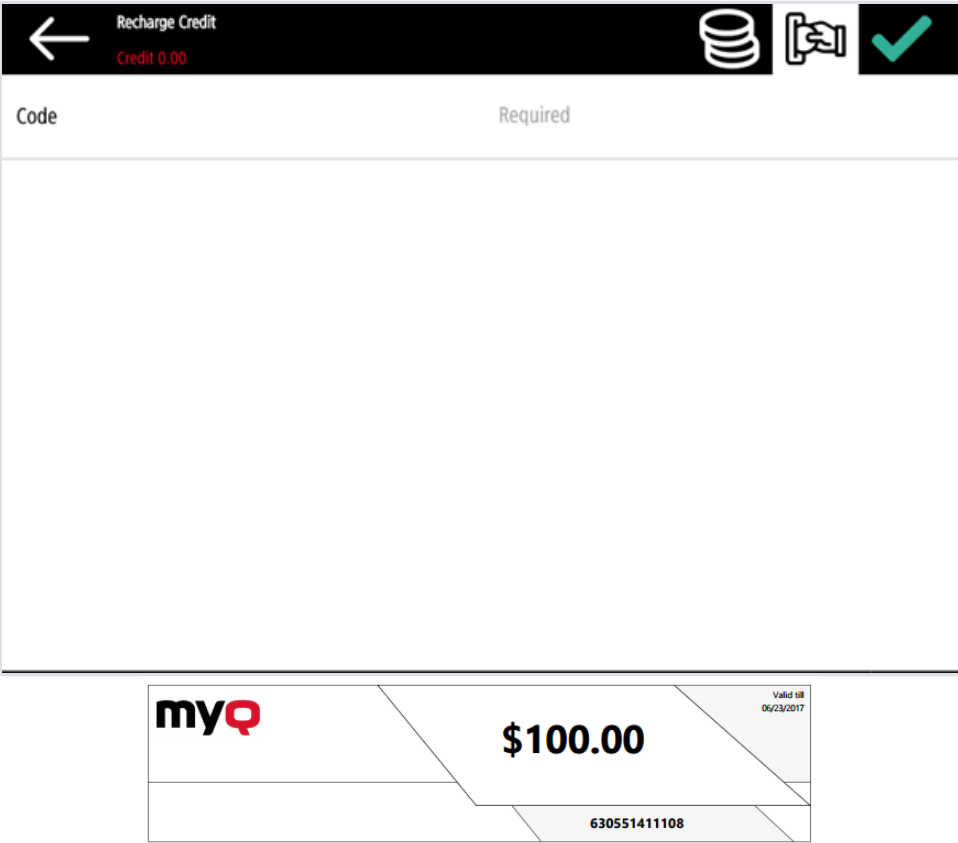 Recharge Credit
Credit 0.00
Code Required
myQ
Valid till
06/23/2017
$100.00
630551411108